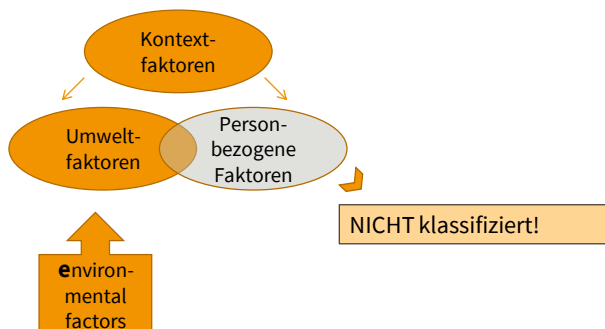 Kontext-
faktoren
Umwelt-
faktoren
Person-
bezogene
Faktoren
NICHT klassifiziert!
environ-
mental
factors